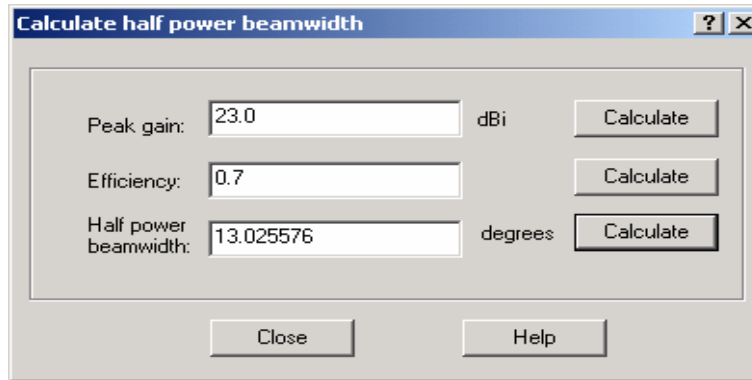 Calculate half power beamwidth
Peak gain: 23.0 dBi Calculate
Efficiency: 0.7 Calculate
Half power
beamwidth: 13.025576 degrees Calculate
Close Help